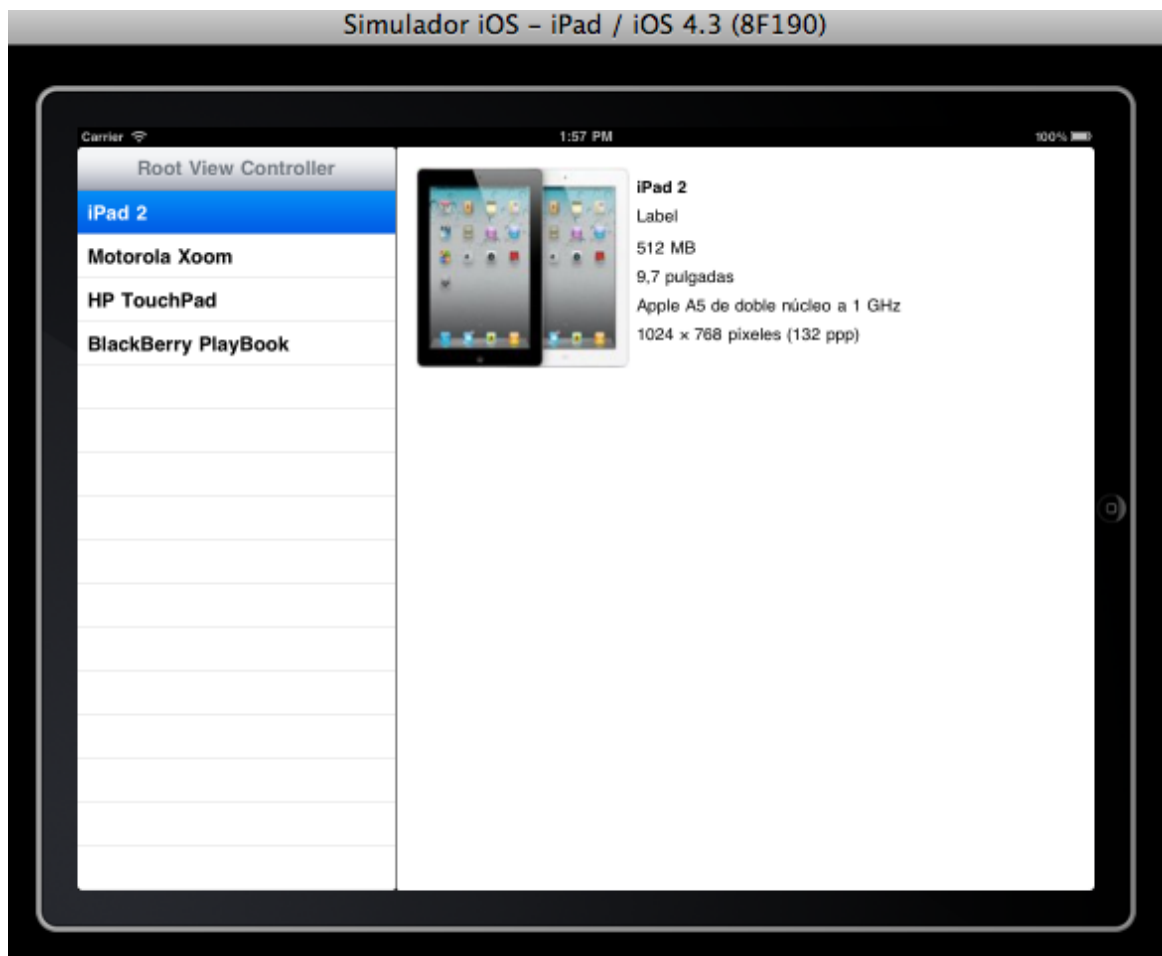 Simulador iOS – iPad / iOS 4.3 (8F190)
Carrier 1:57 PM 100%
Root View Controller
iPad 2
Motorola Xoom
HP TouchPad
BlackBerry PlayBook
iPad 2
Label
512 MB
9,7 pulgadas
Apple A5 de doble núcleo a 1 GHz
1024 × 768 pixeles (132 ppp)